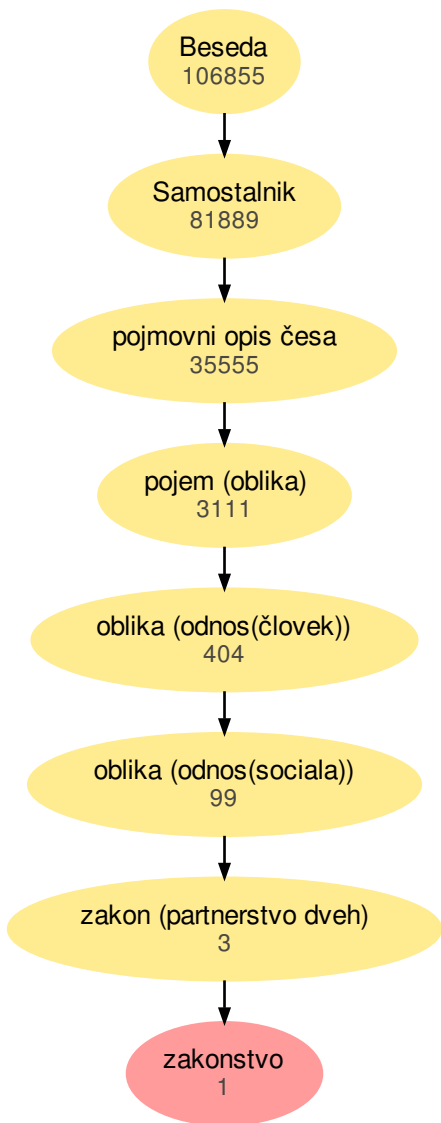 Beseda
106855
Samostalnik
81889
pojmovni opis česa
35555
pojem (oblika)
3111
oblika (odnos(človek))
404
oblika (odnos(sociala))
99
zakon (partnerstvo dveh)
3
zakonstvo
1